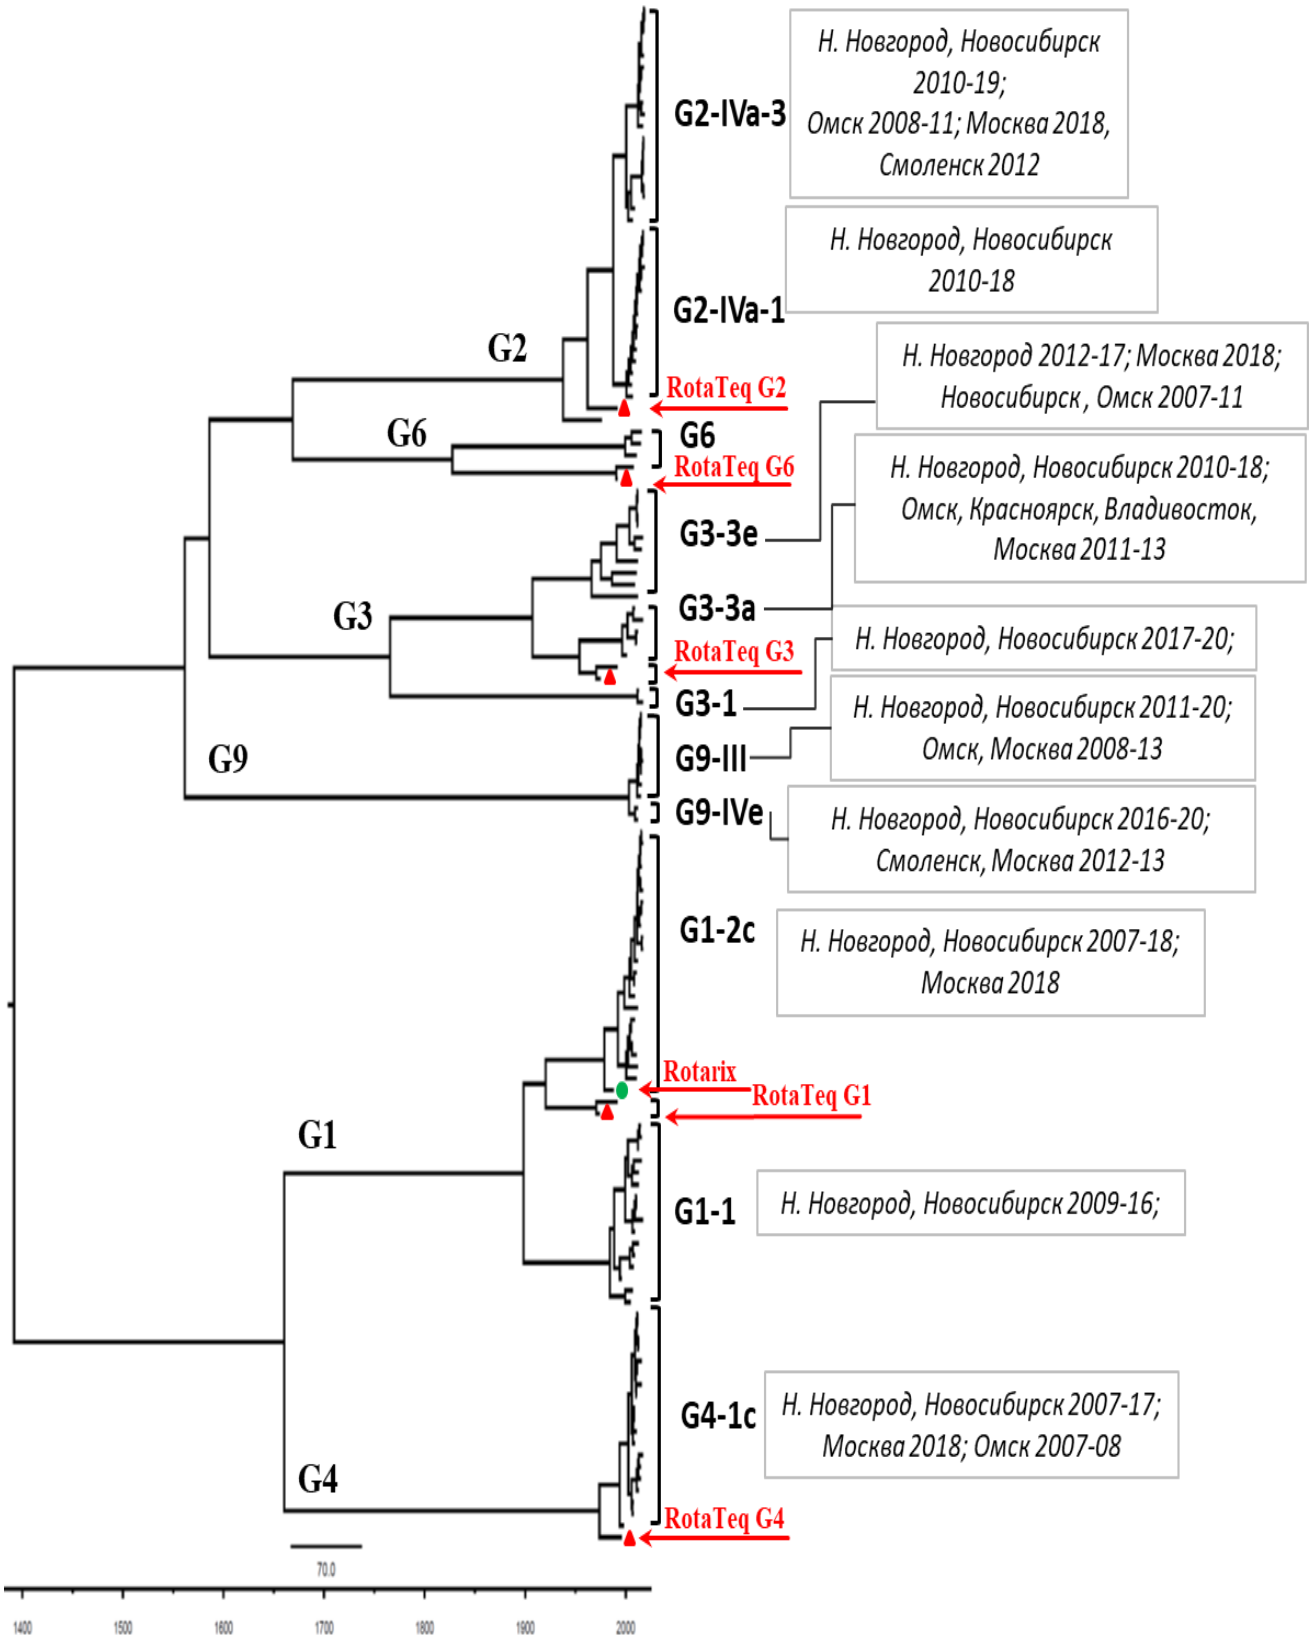 G2-IVa-3
Н. Новгород, Новосибирск
2010-19;
Омск 2008-11; Москва 2018,
Смоленск 2012
G2-IVa-1
Н. Новгород, Новосибирск
2010-18
G2
RotaTeq G2
G6
G6
RotaTeq G6
Н. Новгород 2012-17; Москва 2018;
Новосибирск , Омск 2007-11
G3-3e
Н. Новгород, Новосибирск 2010-18;
Омск, Красноярск, Владивосток,
Москва 2011-13
G3-3a
G3
RotaTeq G3
Н. Новгород, Новосибирск 2017-20;
G3-1
Н. Новгород, Новосибирск 2011-20;
Омск, Москва 2008-13
G9
G9-III
G9-IVe
Н. Новгород, Новосибирск 2016-20;
Смоленск, Москва 2012-13
G1-2c
Н. Новгород, Новосибирск 2007-18;
Москва 2018
Rotarix
RotaTeq G1
G1
G1-1
Н. Новгород, Новосибирск 2009-16;
G4-1c
Н. Новгород, Новосибирск 2007-17;
Москва 2018; Омск 2007-08
G4
RotaTeq G4
70.0
1400 1500 1600 1700 1800 1900 2000